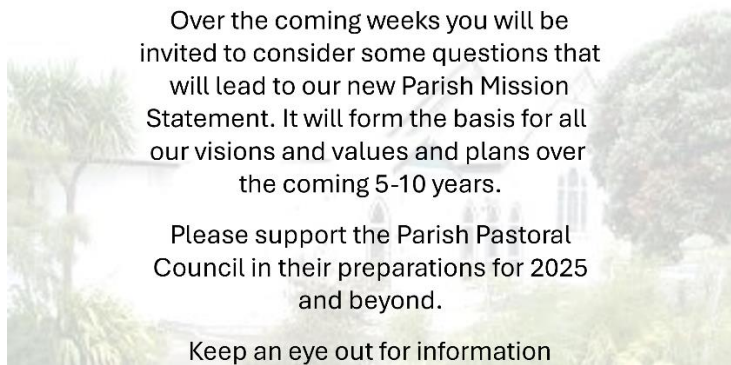 Over the coming weeks you will be
invited to consider some questions that
will lead to our new Parish Mission
Statement. It will form the basis for all
our visions and values and plans over
the coming 5-10 years.
Please support the Parish Pastoral
Council in their preparations for 2025
and beyond.
Keep an eye out for information